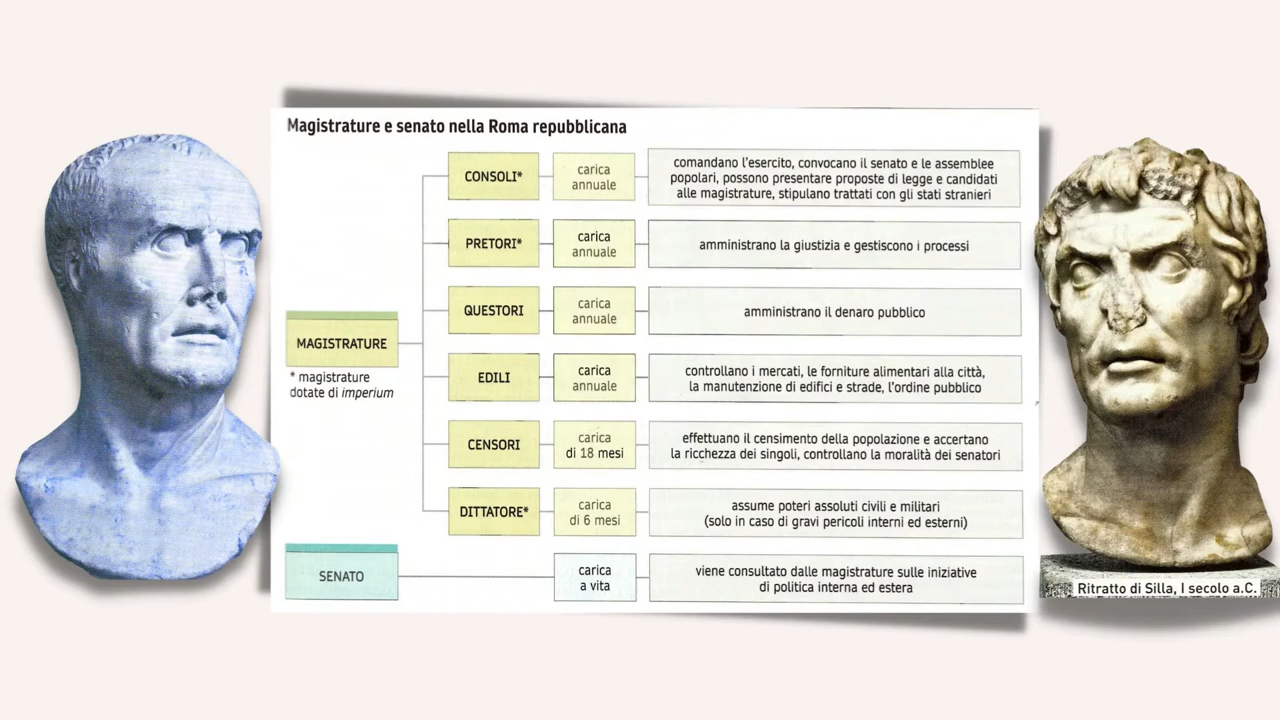 Magistrature e senato nella Roma repubblicana
CONSOLI*
carica
annuale
comandano l'esercito, convocano il senato e le assemblee
popolari, possono presentare proposte di legge e candidati
alle magistrature, stipulano trattati con gli stati stranieri
PRETORI*
carica
annuale
amministrano la giustizia e gestiscono i processi
QUESTORI
carica
annuale
amministrano il denaro pubblico
MAGISTRATURE
* magistrature
dotate di imperium
EDILI
carica
annuale
controllano i mercati, le forniture alimentari alla città,
la manutenzione di edifici e strade, l'ordine pubblico
CENSORI
carica
di 18 mesi
effettuano il censimento della popolazione e accertano
la ricchezza dei singoli, controllano la moralità dei senatori
DITTATORE*
carica
di 6 mesi
assume poteri assoluti civili e militari
(solo in caso di gravi pericoli interni ed esterni)
SENATO
carica
a vita
viene consultato dalle magistrature sulle iniziative
di politica interna ed estera
Ritratto di Silla, I secolo a.C.